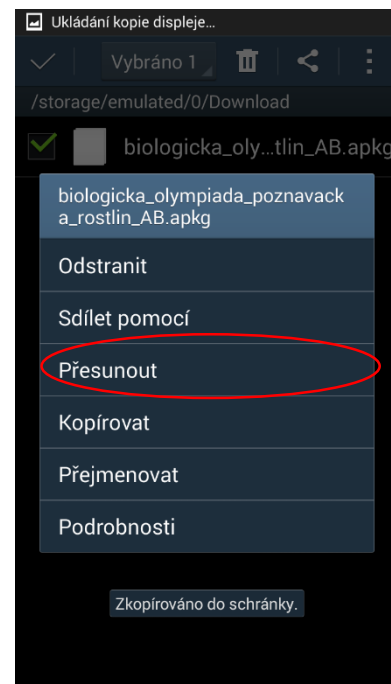 Ukládání kopie displeje…
Vybráno 1
/storage/emulated/0/Download
biologicka_oly…tlin_AB.apkg
biologicka_olympiada_poznavack
a_rostlin_AB.apkg
Odstranit
Sdílet pomocí
Přesunout
Kopírovat
Přejmenovat
Podrobnosti
Zkopírováno do schránky.